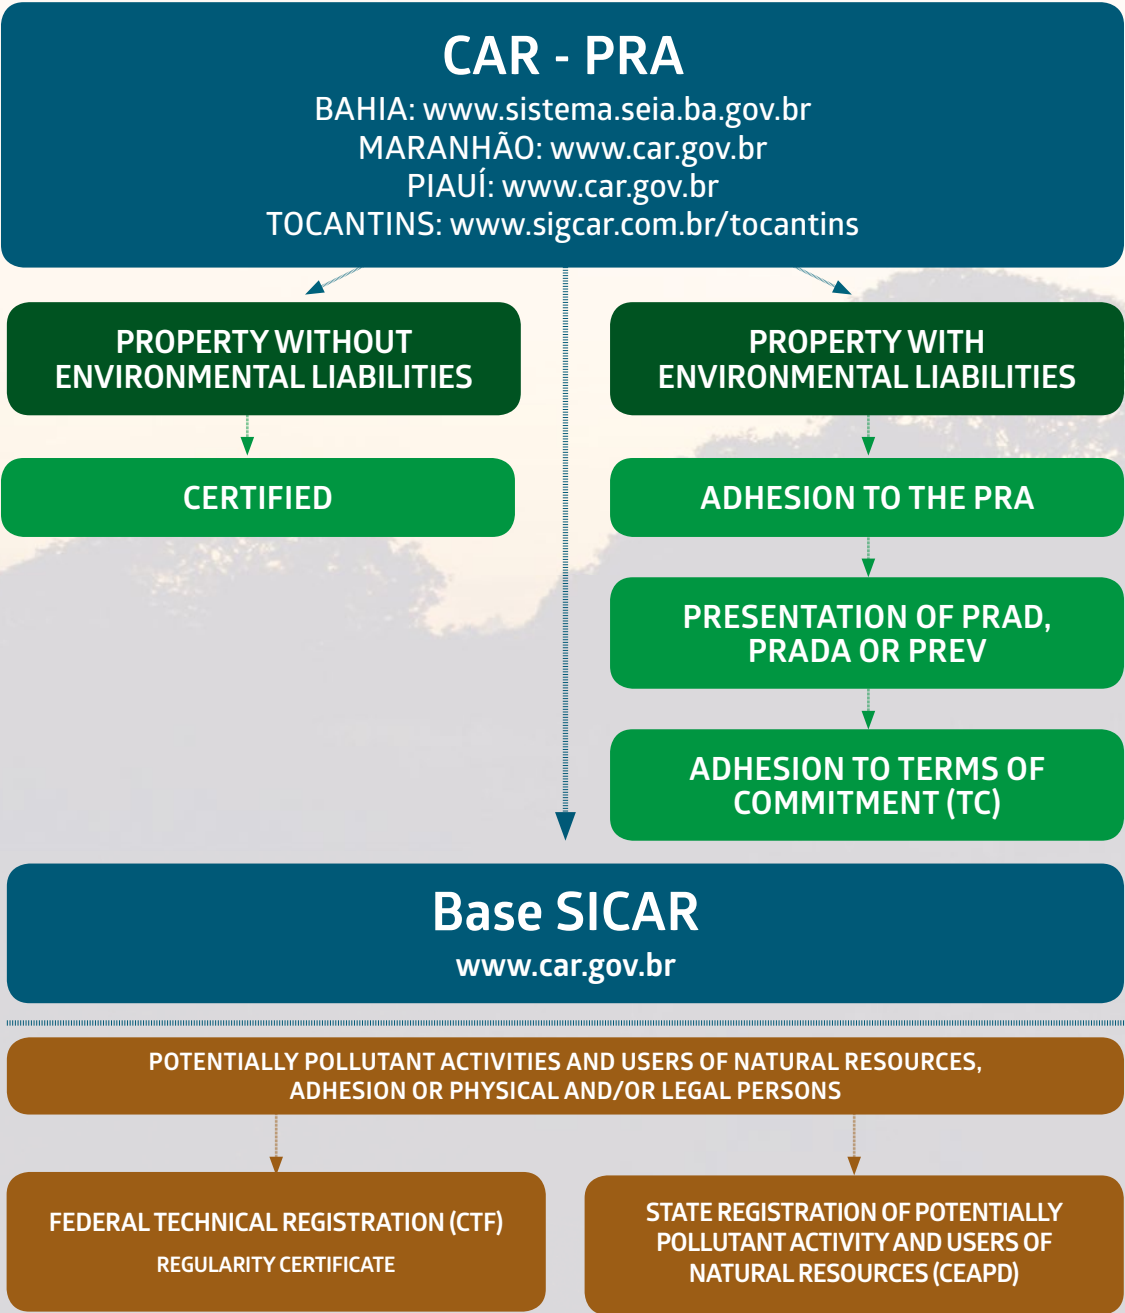 CAR - PRA
BAHIA: www.sistema.seia.ba.gov.br
MARANHÃO: www.car.gov.br
PIAUÍ: www.car.gov.br
TOCANTINS: www.sigcar.com.br/tocantins
PROPERTY WITHOUT
ENVIRONMENTAL LIABILITIES
PROPERTY WITH
ENVIRONMENTAL LIABILITIES
CERTIFIED
ADHESION TO THE PRA
PRESENTATION OF PRAD,
PRADA OR PREV
ADHESION TO TERMS OF
COMMITMENT (TC)
Base SICAR
www.car.gov.br
POTENTIALLY POLLUTANT ACTIVITIES AND USERS OF NATURAL RESOURCES,
ADHESION OR PHYSICAL AND/OR LEGAL PERSONS
FEDERAL TECHNICAL REGISTRATION (CTF)
REGULARITY CERTIFICATE
STATE REGISTRATION OF POTENTIALLY
POLLUTANT ACTIVITY AND USERS OF
NATURAL RESOURCES (CEAPD)